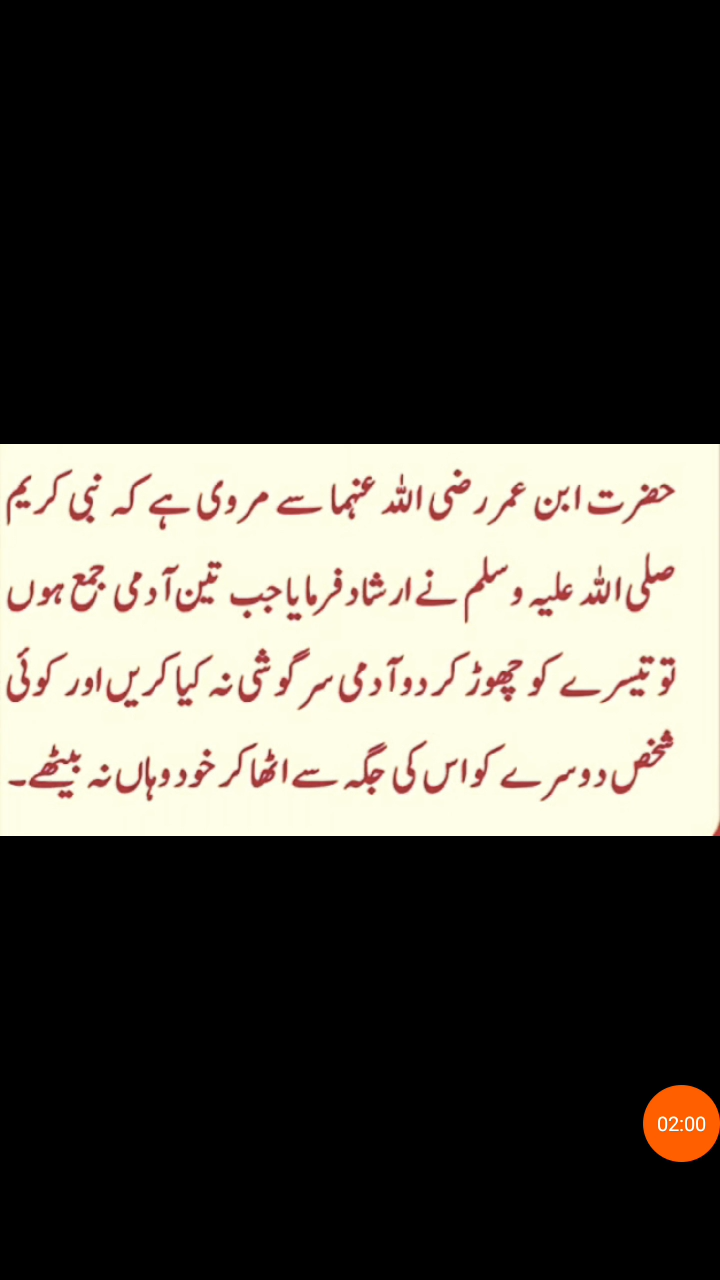 حضرت ابن عمر رضی اللہ عنہما سے مروی ہے کہ نبی کریم
صلی اللہ علیہ وسلم نے ارشاد فرمایا جب تین آدمی جمع ہوں
تو تیسرے کو چھوڑ کر دو آدمی سرگوشی نہ کیا کریں اور کوئی
شخص دوسرے کو اس کی جگہ سے اٹھا کر خود وہاں نہ بیٹھے۔
02:00